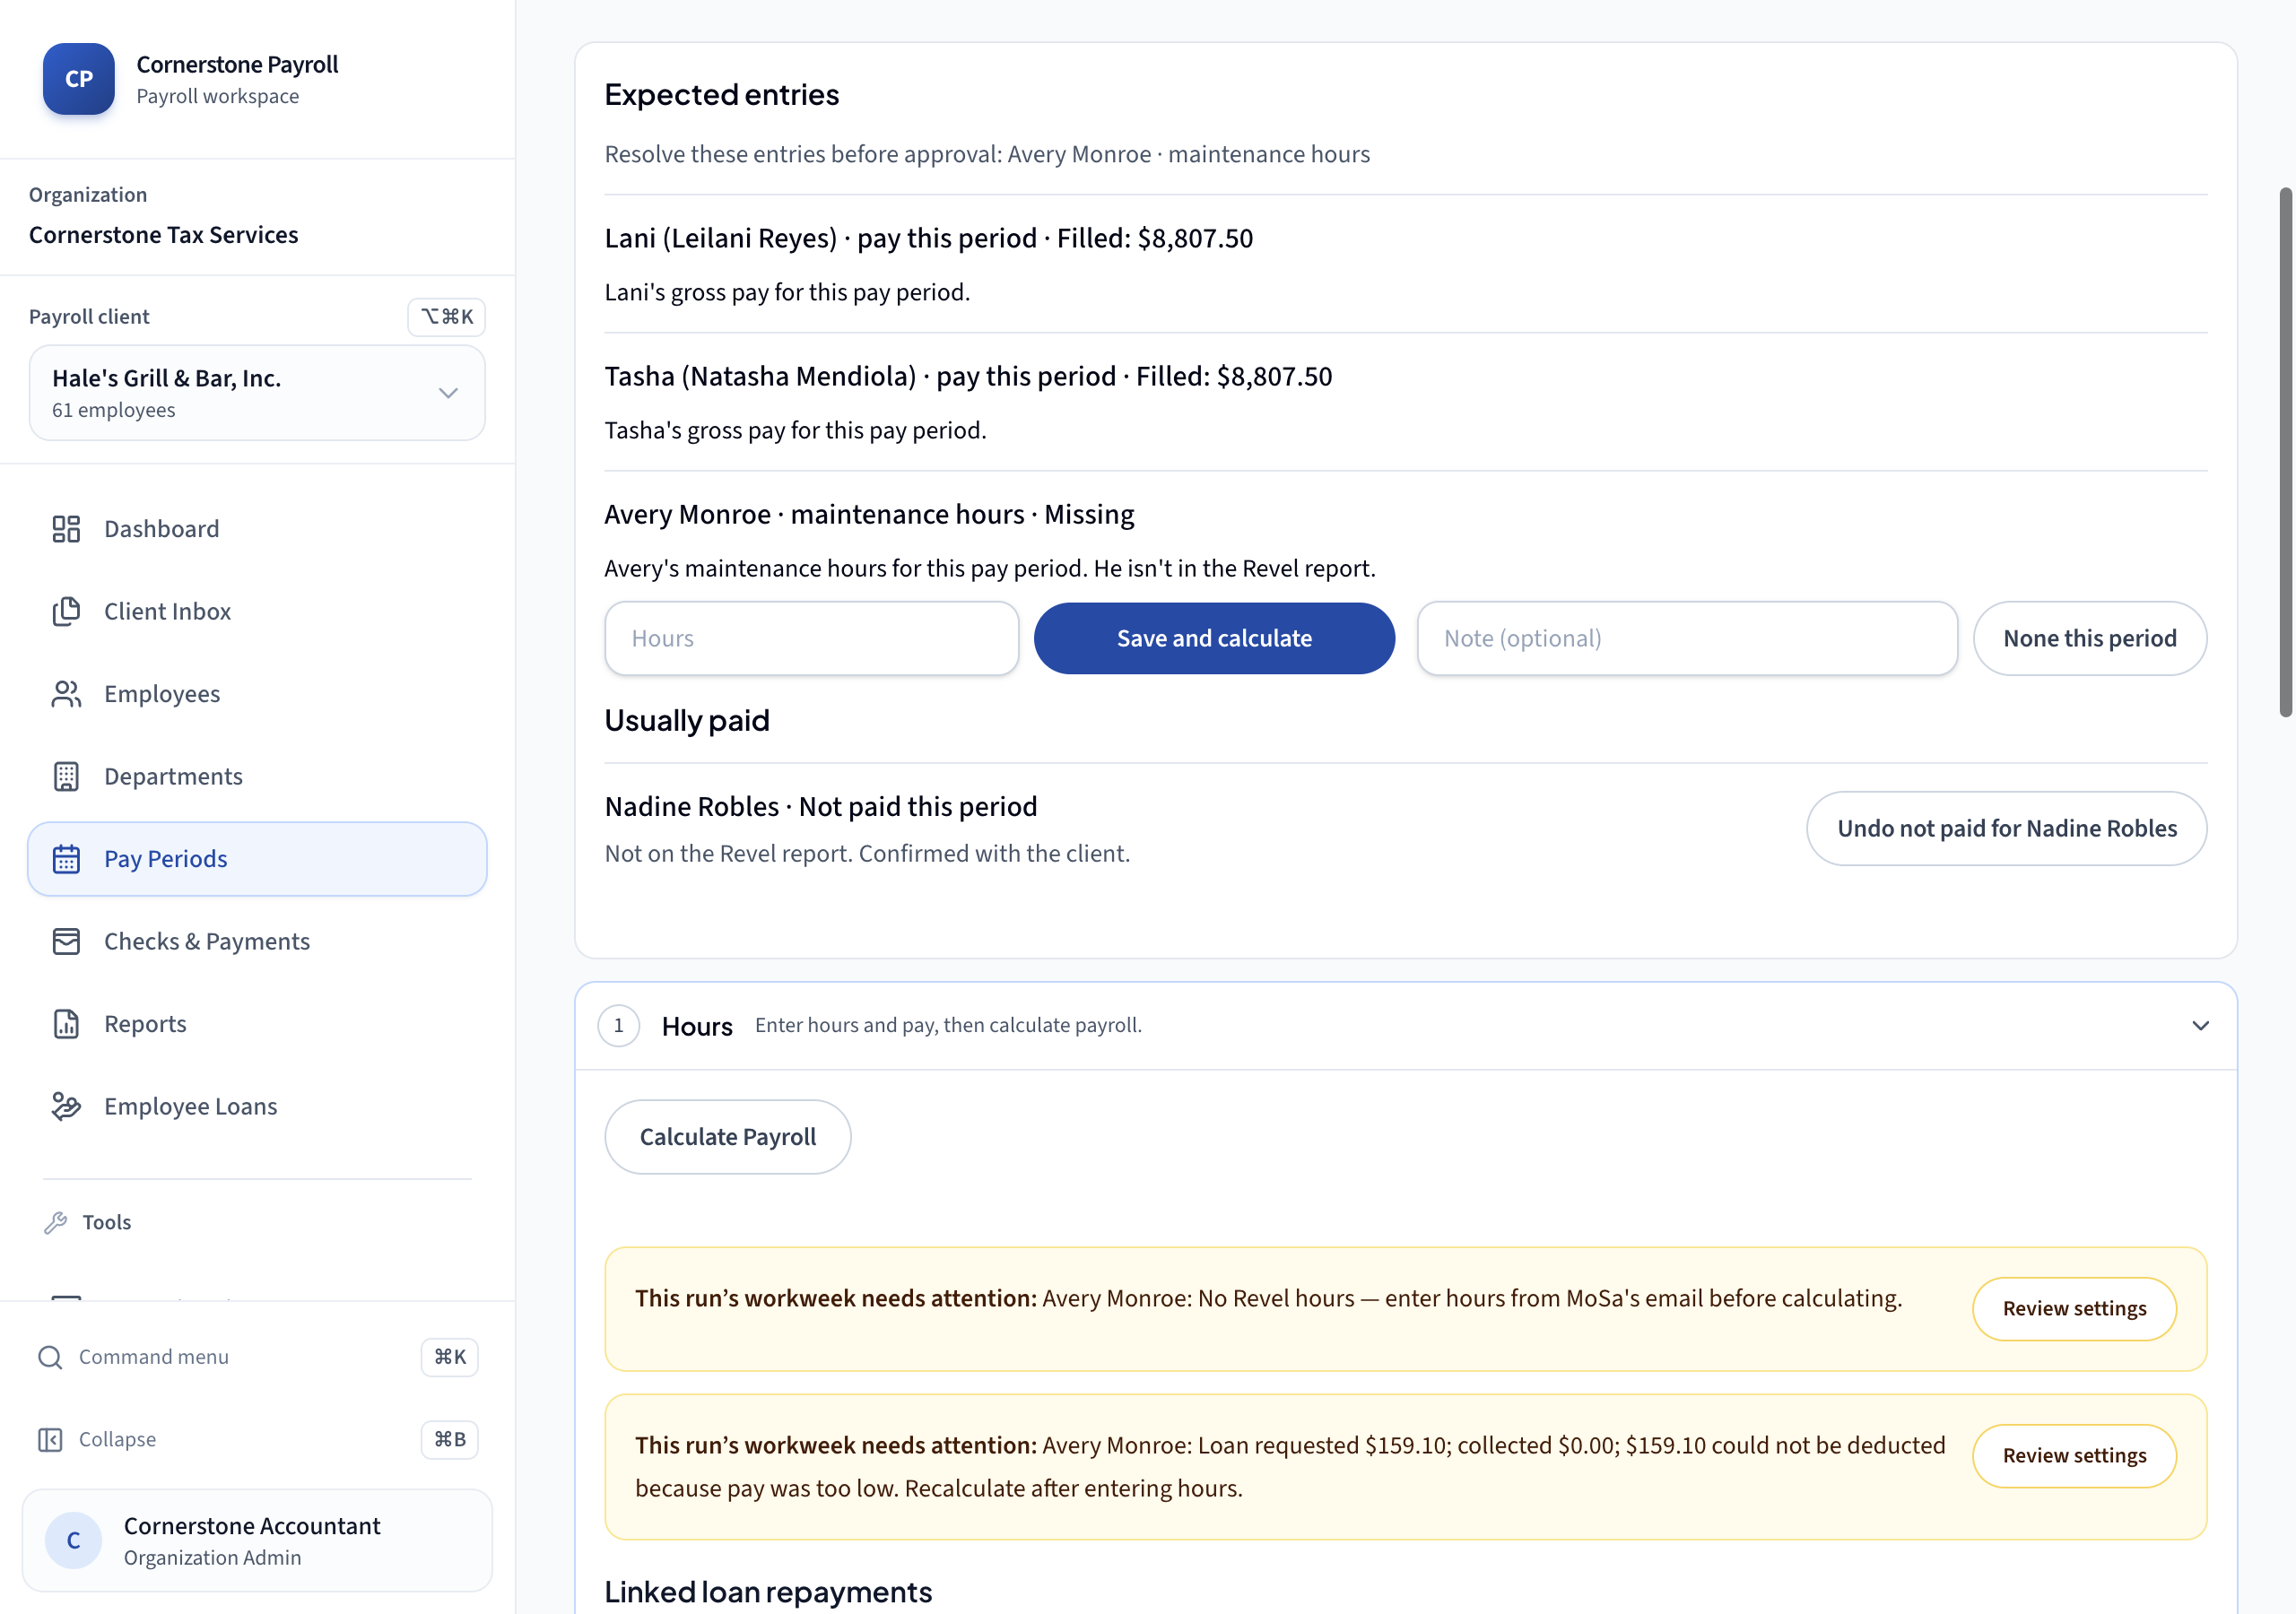 CP
Cornerstone Payroll
Payroll workspace
Organization
Cornerstone Tax Services
Payroll client
⌥⌘K
Hale's Grill & Bar, Inc.
61 employees
Dashboard
Client Inbox
Employees
Departments
Pay Periods
Checks & Payments
Reports
Employee Loans
Tools
Command menu
⌘K
Collapse
⌘B
C
Cornerstone Accountant
Organization Admin
Expected entries
Resolve these entries before approval: Avery Monroe · maintenance hours
Lani (Leilani Reyes) · pay this period · Filled: $8,807.50
Lani's gross pay for this pay period.
Tasha (Natasha Mendiola) · pay this period · Filled: $8,807.50
Tasha's gross pay for this pay period.
Avery Monroe · maintenance hours · Missing
Avery's maintenance hours for this pay period. He isn't in the Revel report.
Hours
Save and calculate
Note (optional)
None this period
Usually paid
Nadine Robles · Not paid this period
Not on the Revel report. Confirmed with the client.
Undo not paid for Nadine Robles
1
Hours
Enter hours and pay, then calculate payroll.
Calculate Payroll
This run’s workweek needs attention: Avery Monroe: No Revel hours — enter hours from MoSa's email before calculating.
Review settings
This run’s workweek needs attention: Avery Monroe: Loan requested $159.10; collected $0.00; $159.10 could not be deducted
because pay was too low. Recalculate after entering hours.
Review settings
Linked loan repayments